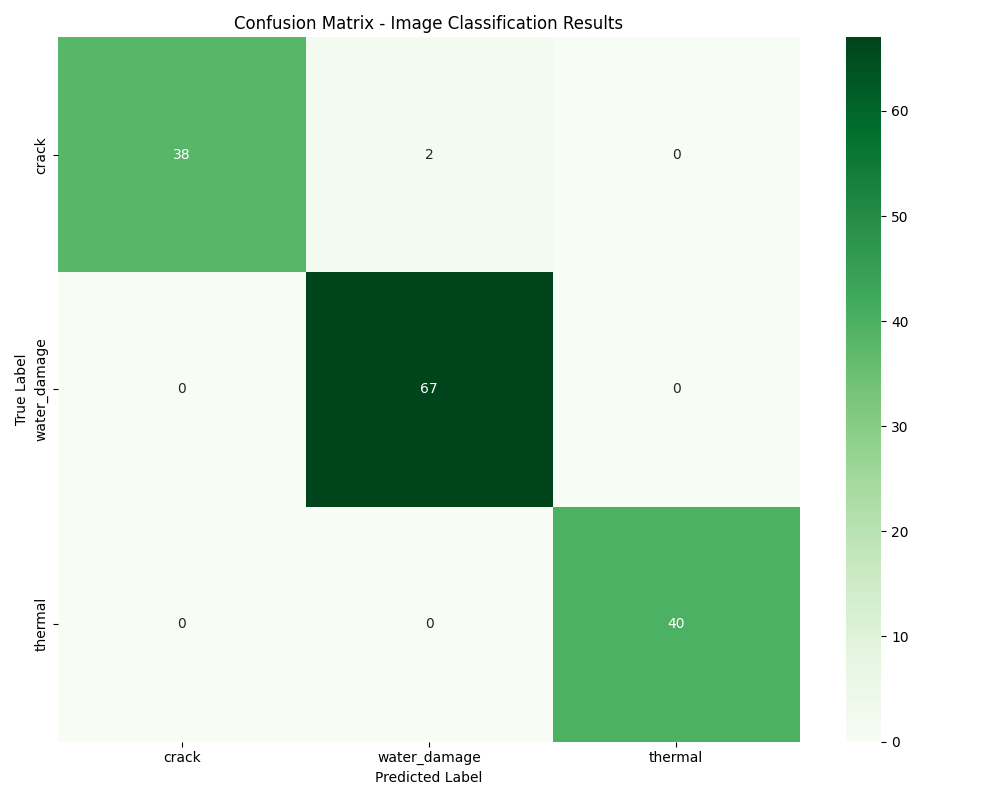 Confusion Matrix - Image Classification Results
True Label
crack
38 2 0
water_damage
0 67 0
thermal
0 0 40
crack water_damage thermal
Predicted Label
60
50
40
30
20
10
0